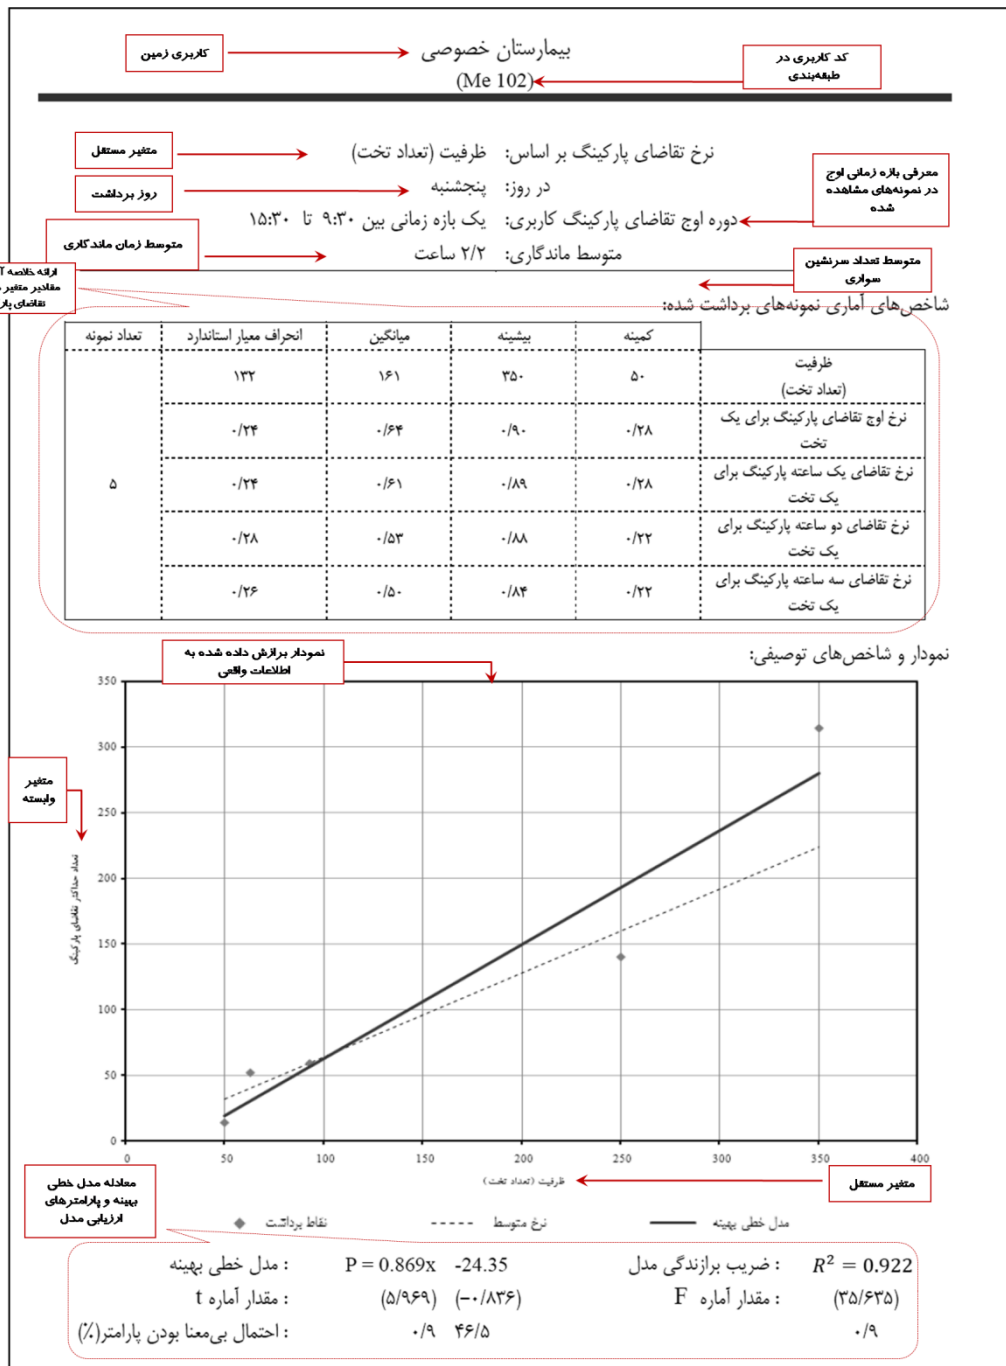 بیمارستان خصوصی
(Me 102)
کاربری زمین
کد کاربری در
طبقه‌بندی
نرخ تقاضای پارکینگ بر اساس: ظرفیت (تعداد تخت)
در روز: پنجشنبه
دوره اوج تقاضای پارکینگ کاربری: یک بازه زمانی بین ۹:۳۰ تا ۱۵:۳۰
متوسط ماندگاری: ۲/۲ ساعت
متغیر مستقل
روز برداشت
متوسط زمان ماندگاری
معرفی بازه زمانی اوج
در نمونه‌های مشاهده
شده
متوسط تعداد سرنشین
سواری
ارائه خلاصه
مقادیر متغیر
تقاضای
شاخص‌های آماری نمونه‌های برداشت شده:
کمینه بیشینه میانگین انحراف معیار استاندارد تعداد نمونه
ظرفیت
(تعداد تخت)
۵۰ ۳۵۰ ۱۶۱ ۱۳۲
نرخ اوج تقاضای پارکینگ برای یک
تخت
۰/۲۸ ۰/۹۰ ۰/۶۴ ۰/۲۴
نرخ تقاضای یک ساعته پارکینگ برای
یک تخت
۰/۲۸ ۰/۸۹ ۰/۶۱ ۰/۲۴ ۵
نرخ تقاضای دو ساعته پارکینگ برای
یک تخت
۰/۲۲ ۰/۸۸ ۰/۵۳ ۰/۲۸
نرخ تقاضای سه ساعته پارکینگ برای
یک تخت
۰/۲۲ ۰/۸۴ ۰/۵۰ ۰/۲۶
نمودار و شاخص‌های توصیفی:
نمودار برازش داده شده به
اطلاعات واقعی
متغیر
وابسته
تعداد حداکثر تقاضای پارکینگ
350
300
250
200
150
100
50
0
0 50 100 150 200 250 300 350 400
ظرفیت (تعداد تخت)
متغیر مستقل
معادله مدل خطی
بهینه و پارامترهای
ارزیابی مدل
مدل خطی بهینه نرخ متوسط نقاط برداشت
مدل خطی بهینه : P = 0.869x -24.35 ضریب برازندگی مدل : R² = 0.922
مقدار آماره t : (۵/۹۶۹) (-۰/۸۳۶) مقدار آماره F : (۳۵/۶۳۵)
احتمال بی‌معنا بودن پارامتر(٪) : ۰/۹ ۴۶/۵ ۰/۹